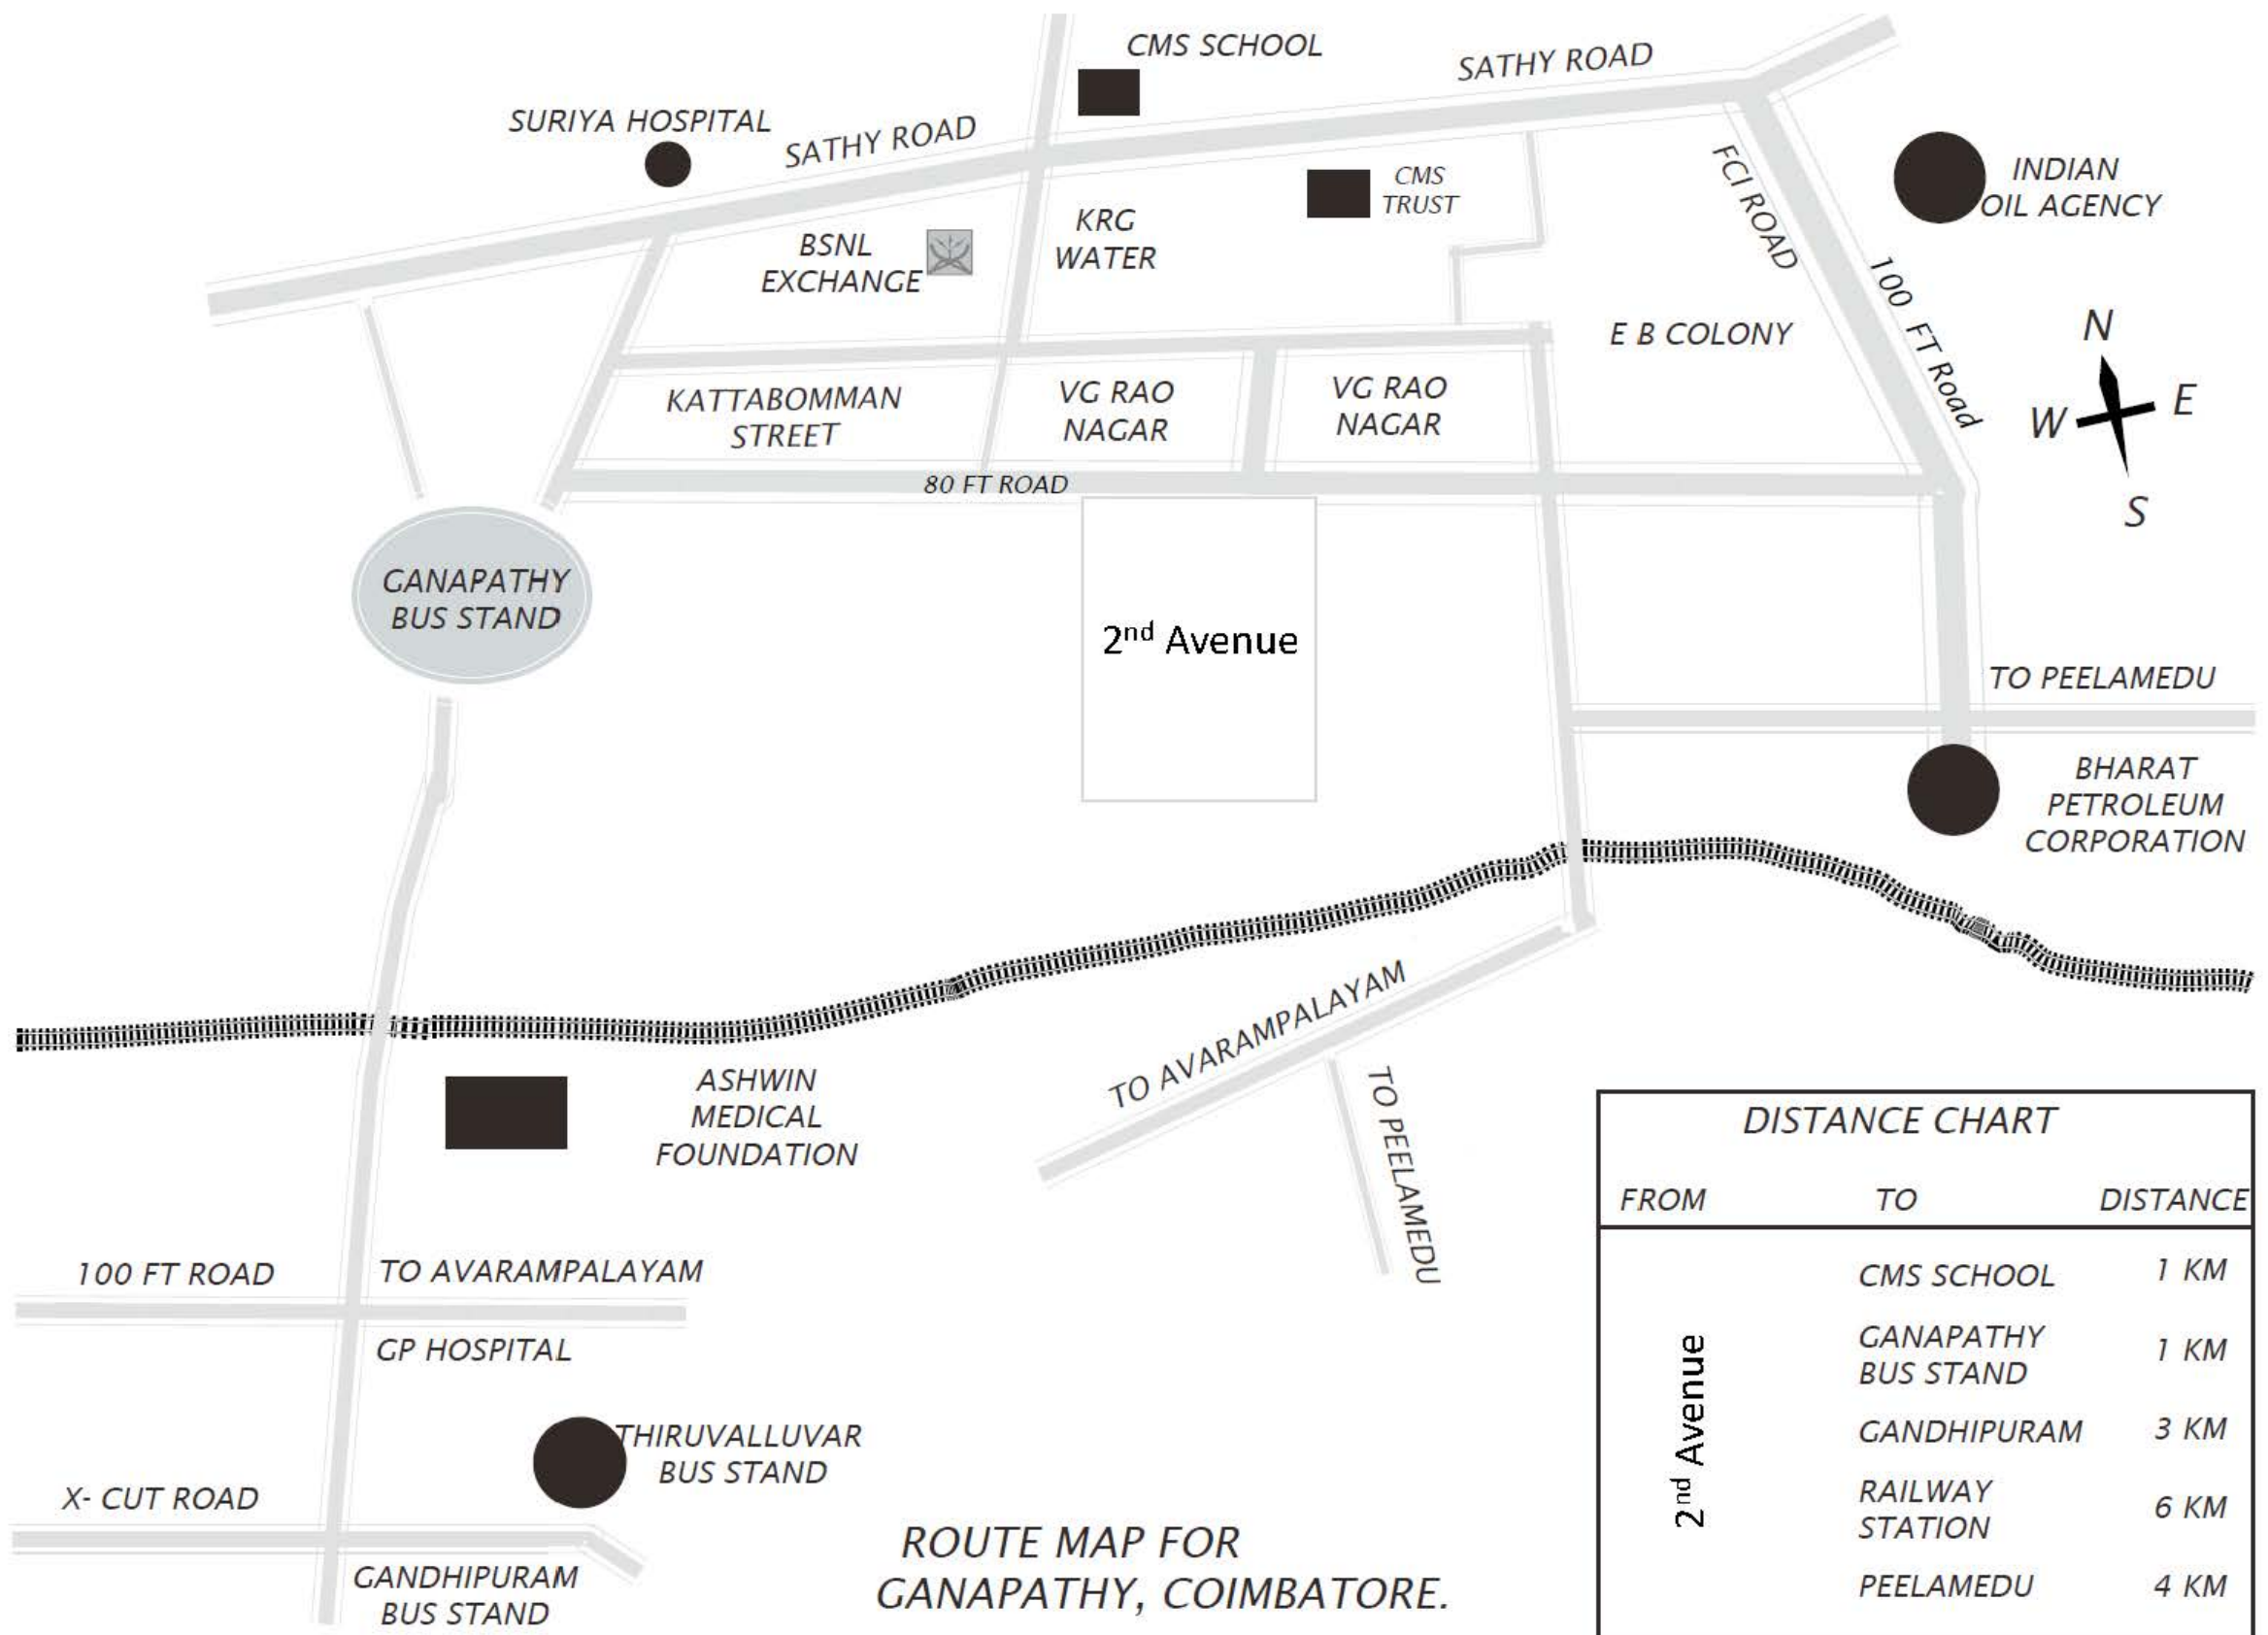 CMS SCHOOL
SATHY ROAD
SURIYA HOSPITAL
SATHY ROAD
FCI ROAD
INDIAN
OIL AGENCY
CMS
TRUST
KRG
WATER
BSNL
EXCHANGE
100 FT Road
E B COLONY
N
W
E
S
KATTABOMMAN
STREET
VG RAO
NAGAR
VG RAO
NAGAR
80 FT ROAD
GANAPATHY
BUS STAND
2nd Avenue
TO PEELAMEDU
BHARAT
PETROLEUM
CORPORATION
TO AVARAMPALAYAM
TO PEELAMEDU
ASHWIN
MEDICAL
FOUNDATION
100 FT ROAD
TO AVARAMPALAYAM
GP HOSPITAL
THIRUVALLUVAR
BUS STAND
X- CUT ROAD
GANDHIPURAM
BUS STAND
ROUTE MAP FOR
GANAPATHY, COIMBATORE.
DISTANCE CHART
FROM TO DISTANCE
2nd Avenue
CMS SCHOOL 1 KM
GANAPATHY
BUS STAND 1 KM
GANDHIPURAM 3 KM
RAILWAY
STATION 6 KM
PEELAMEDU 4 KM